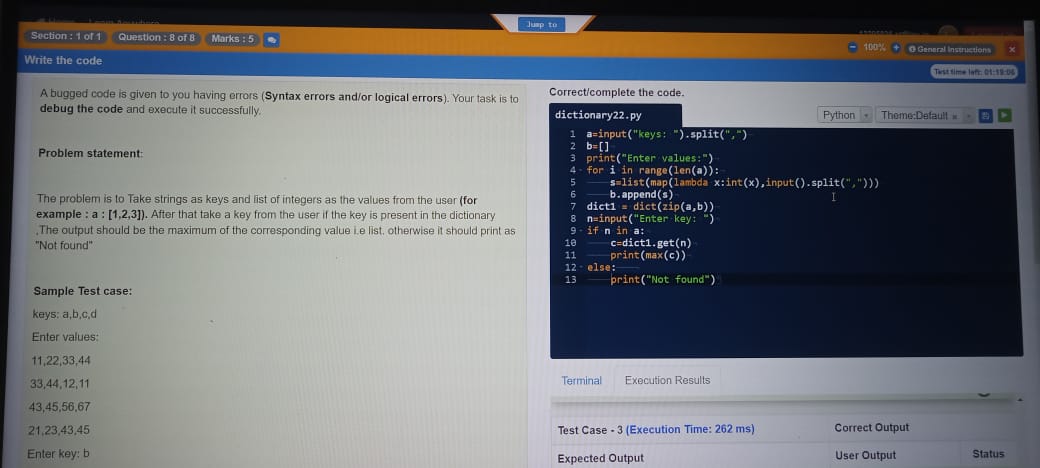 Jump to
Section : 1 of 1 Question : 8 of 8 Marks : 5
100% General Instructions
Write the code
Test time left: 01:19:06
A bugged code is given to you having errors (Syntax errors and/or logical errors). Your task is to
debug the code and execute it successfully.
Problem statement:
The problem is to Take strings as keys and list of integers as the values from the user (for
example : a : [1,2,3]). After that take a key from the user if the key is present in the dictionary
,The output should be the maximum of the corresponding value i.e list. otherwise it should print as
"Not found"
Sample Test case:
keys: a,b,c,d
Enter values:
11,22,33,44
33,44,12,11
43,45,56,67
21,23,43,45
Enter key: b
Correct/complete the code.
dictionary22.py
Python Theme:Default
1 a=input("keys: ").split(",")
2 b=[]
3 print("Enter values:")
4 for i in range(len(a)):
5 s=list(map(lambda x:int(x),input().split(",")))
6 b.append(s)
7 dict1 = dict(zip(a,b))
8 n=input("Enter key: ")
9 if n in a:
10 c=dict1.get(n)
11 print(max(c))
12 else:
13 print("Not found")
Terminal Execution Results
Test Case - 3 (Execution Time: 262 ms) Correct Output
Expected Output User Output Status